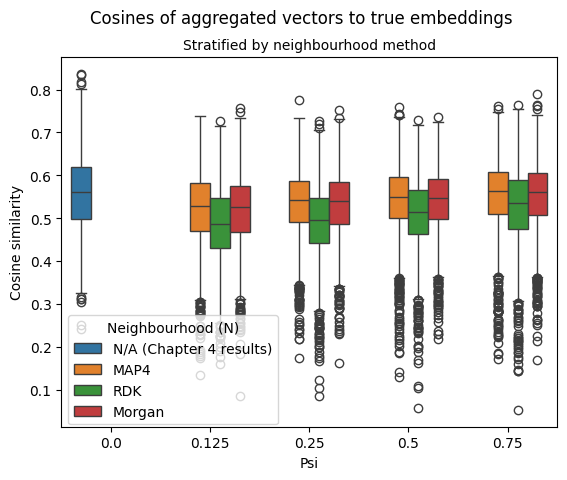 Cosines of aggregated vectors to true embeddings
Stratified by neighbourhood method
Cosine similarity
0.8
0.7
0.6
0.5
0.4
0.3
0.2
0.1
Neighbourhood (N)
N/A (Chapter 4 results)
MAP4
RDK
Morgan
0.0
0.125
0.25
0.5
0.75
Psi